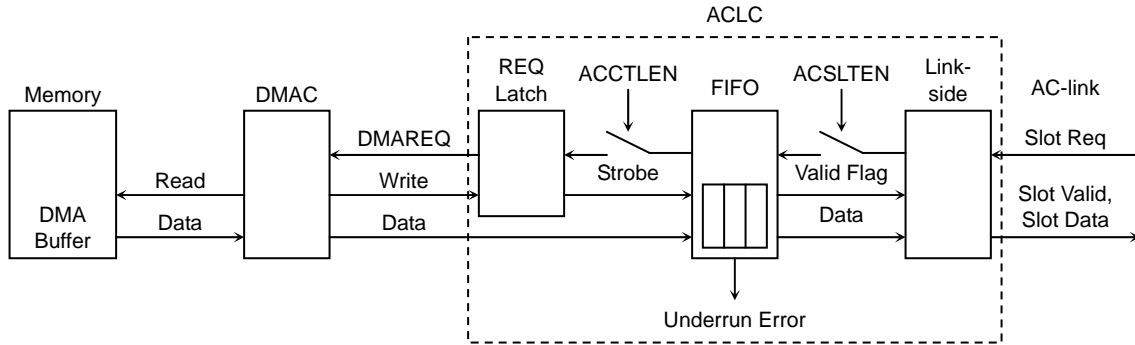 ACLC
REQ
Latch
ACCTLEN
FIFO
ACSLTEN
Link-
side
Memory
DMAC
AC-link
DMAREQ
Slot Req
Read
Write
Strobe
Valid Flag
DMA
Buffer
Data
Data
Data
Slot Valid,
Slot Data
Underrun Error